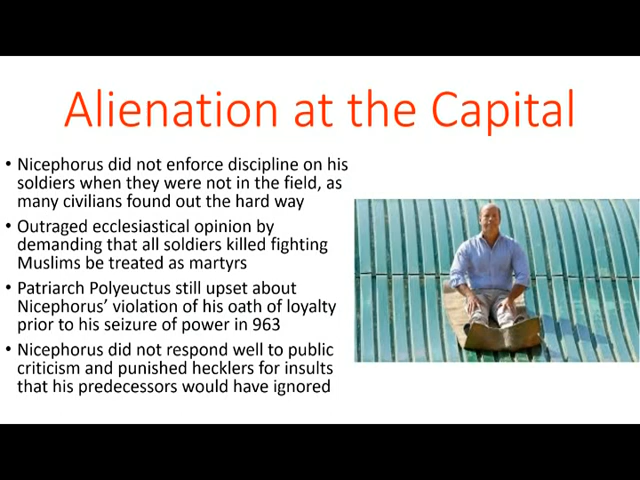 Alienation at the Capital
• Nicephorus did not enforce discipline on his
soldiers when they were not in the field, as
many civilians found out the hard way
• Outraged ecclesiastical opinion by
demanding that all soldiers killed fighting
Muslims be treated as martyrs
• Patriarch Polyeuctus still upset about
Nicephorus' violation of his oath of loyalty
prior to his seizure of power in 963
• Nicephorus did not respond well to public
criticism and punished hecklers for insults
that his predecessors would have ignored